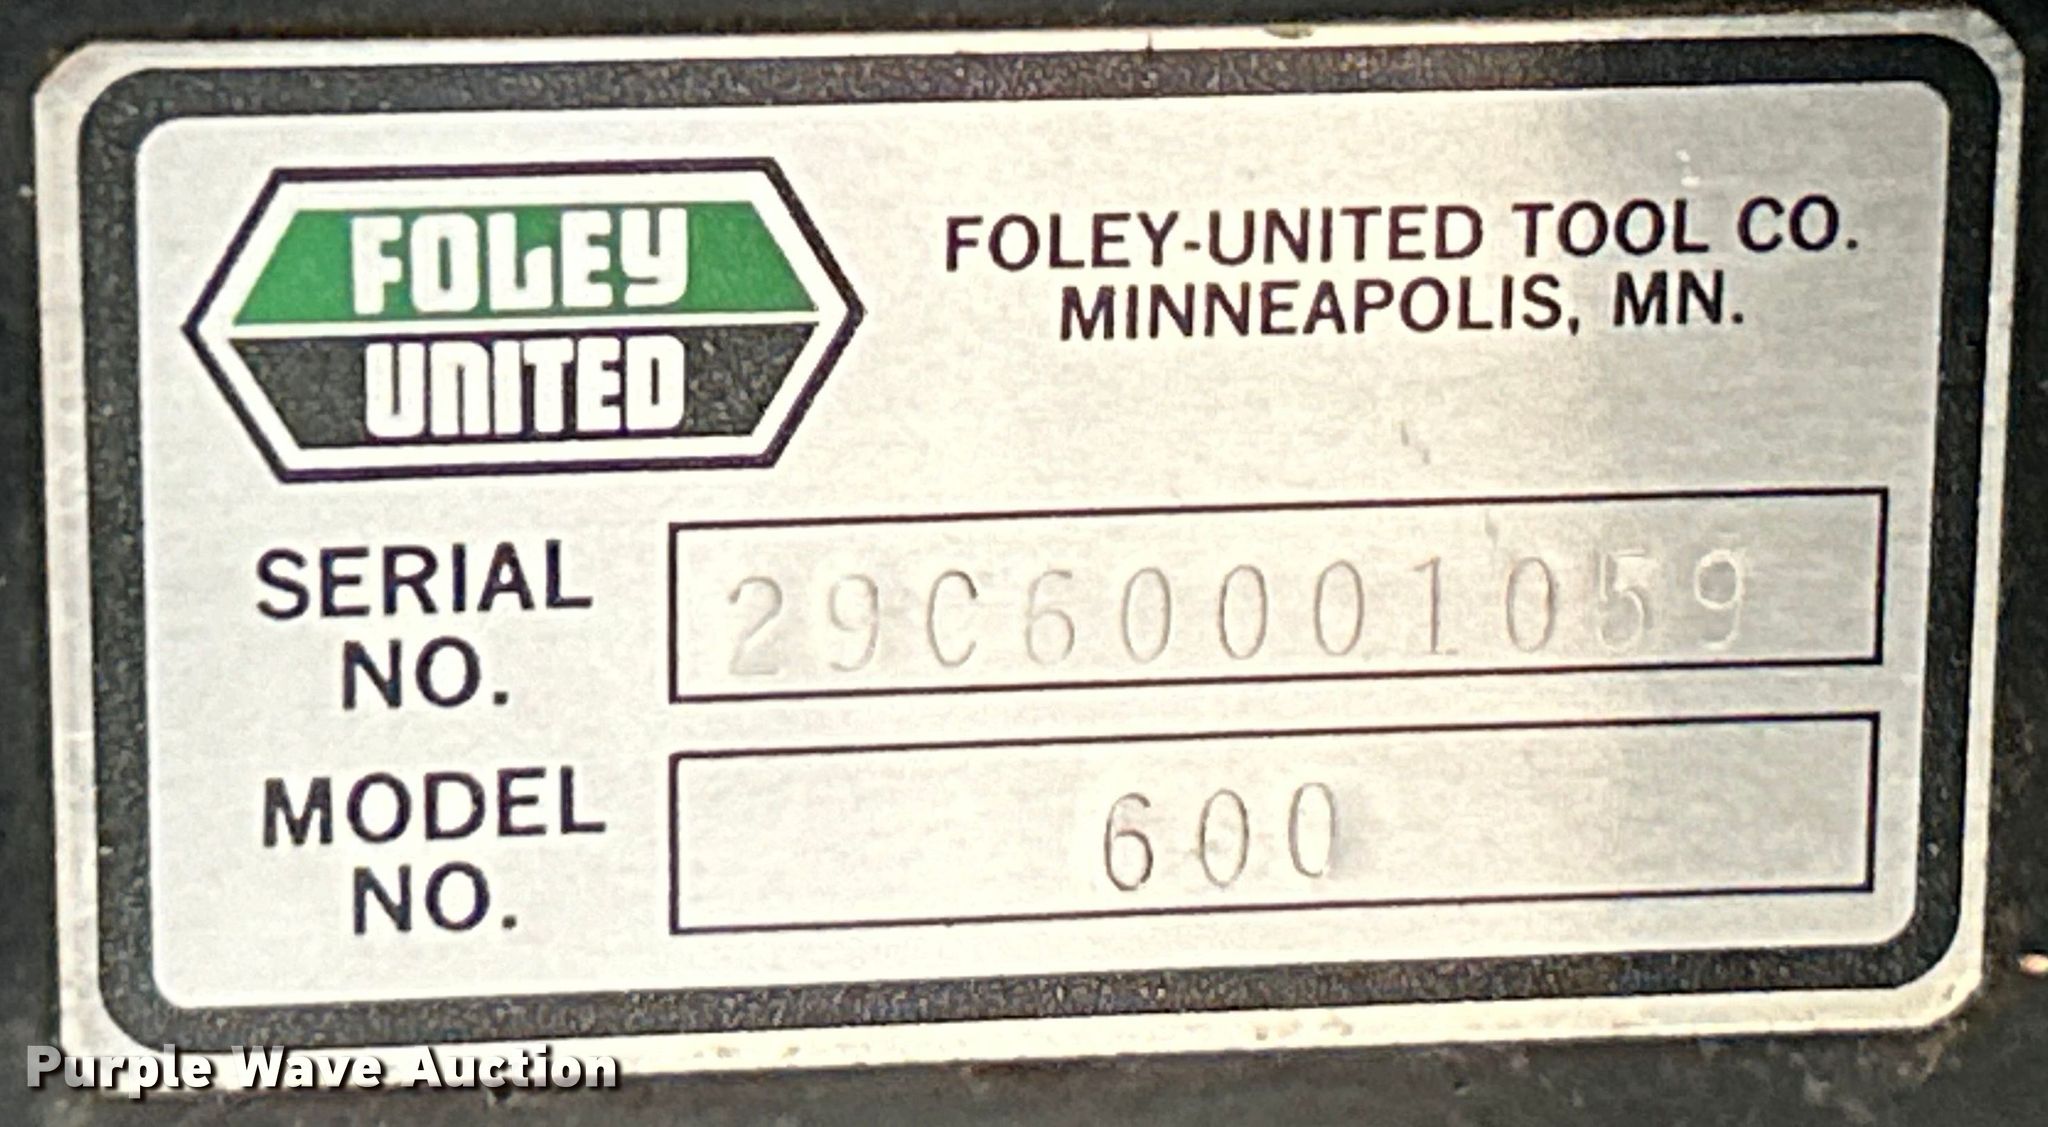 FOLEY
UNITED
FOLEY-UNITED TOOL CO.
MINNEAPOLIS, MN.
SERIAL
NO.
29C60001059
MODEL
NO.
600
Purple Wave Auction